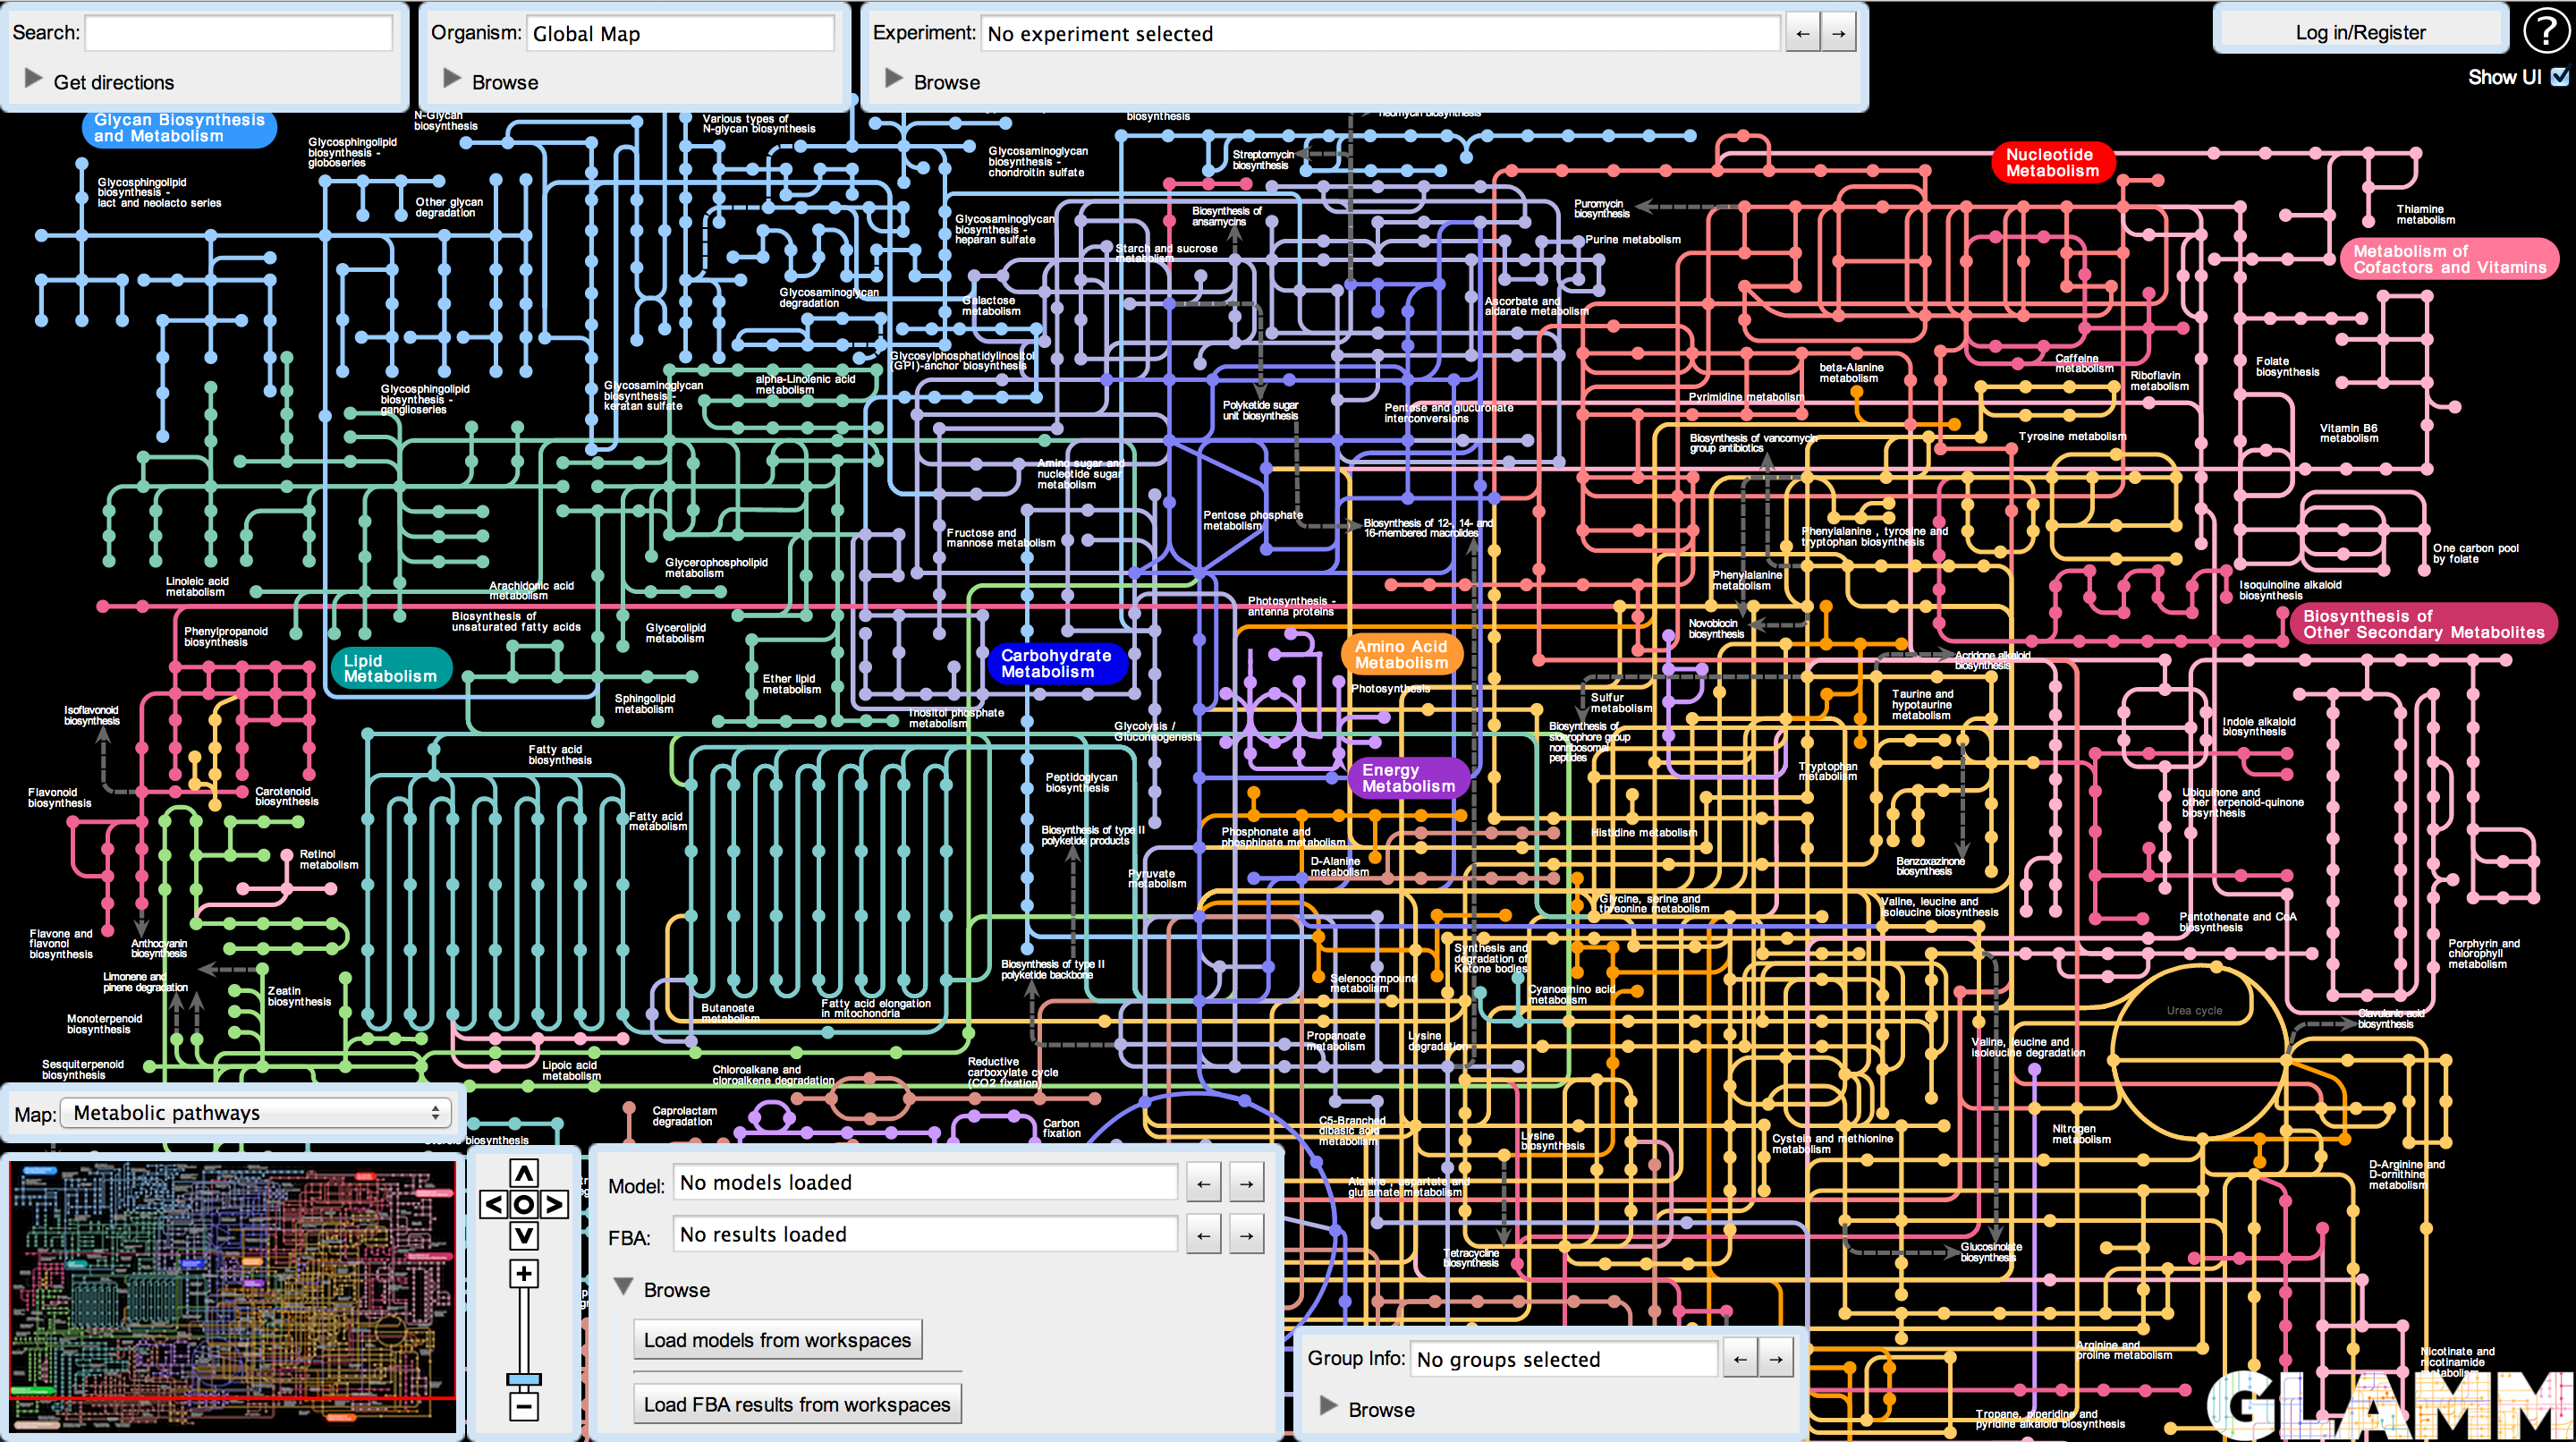 Search:
Get directions
Organism: Global Map
Browse
Experiment: No experiment selected
← →
Browse
Log in/Register
?
Show UI
Glycan Biosynthesis
and Metabolism
N-Glycan
biosynthesis
Various types of
N-glycan biosynthesis
biosynthesis
Glycosphingolipid
biosynthesis -
globoseries
Glycosaminoglycan
biosynthesis -
chondroitin sulfate
Streptomycin
biosynthesis
Nucleotide
Metabolism
Glycosphingolipid
biosynthesis -
lact and neolacto series
Other glycan
degradation
Glycosaminoglycan
biosynthesis -
heparan sulfate
Biosynthesis of
ansamycins
Puromycin
biosynthesis
Thiamine
metabolism
Starch and sucrose
metabolism
Purine metabolism
Metabolism of
Cofactors and Vitamins
Glycosaminoglycan
degradation
Galactose
metabolism
Ascorbate and
aldarate metabolism
Glycosylphosphatidylinositol
(GPI)-anchor biosynthesis
Caffeine
metabolism
Folate
biosynthesis
beta-Alanine
metabolism
Riboflavin
metabolism
Glycosphingolipid
biosynthesis -
ganglioseries
Glycosaminoglycan
biosynthesis -
keratan sulfate
alpha-Linolenic acid
metabolism
Polyketide sugar
unit biosynthesis
Pentose and glucuronate
interconversions
Pyrimidine metabolism
Biosynthesis of vancomycin
group antibiotics
Tyrosine metabolism
Vitamin B6
metabolism
Amino sugar and
nucleotide sugar
metabolism
Pentose phosphate
metabolism
Biosynthesis of 12-, 14- and
16-membered macrolides
Fructose and
mannose metabolism
Phenylalanine , tyrosine and
tryptophan biosynthesis
One carbon pool
by folate
Glycerophospholipid
metabolism
Linoleic acid
metabolism
Arachidonic acid
metabolism
Phenylalanine
metabolism
Isoquinoline alkaloid
biosynthesis
Photosynthesis -
antenna proteins
Biosynthesis of
unsaturated fatty acids
Glycerolipid
metabolism
Phenylpropanoid
biosynthesis
Novobiocin
biosynthesis
Biosynthesis of
Other Secondary Metabolites
Lipid
Metabolism
Carbohydrate
Metabolism
Amino Acid
Metabolism
Acridone alkaloid
biosynthesis
Ether lipid
metabolism
Photosynthesis
Sphingolipid
metabolism
Inositol phosphate
metabolism
Sulfur
metabolism
Taurine and
hypotaurine
metabolism
Isoflavonoid
biosynthesis
Glycolysis /
Gluconeogenesis
Biosynthesis of
siderophore group
nonribosomal
peptides
Indole alkaloid
biosynthesis
Fatty acid
biosynthesis
Energy
Metabolism
Tryptophan
metabolism
Peptidoglycan
biosynthesis
Flavonoid
biosynthesis
Carotenoid
biosynthesis
Ubiquinone and
other terpenoid-quinone
biosynthesis
Fatty acid
metabolism
Biosynthesis of type II
polyketide products
Phosphonate and
phosphinate metabolism
Histidine metabolism
Retinol
metabolism
D-Alanine
metabolism
Benzoxazinone
biosynthesis
Pyruvate
metabolism
Glycine, serine and
threonine metabolism
Valine, leucine and
isoleucine biosynthesis
Pantothenate and CoA
biosynthesis
Flavone and
flavonol
biosynthesis
Anthocyanin
biosynthesis
Synthesis and
degradation of
Ketone bodies
Porphyrin and
chlorophyll
metabolism
Limonene and
pinene degradation
Biosynthesis of type II
polyketide backbone
Selenocompound
metabolism
Cyanoamino acid
metabolism
Zeatin
biosynthesis
Butanoate
metabolism
Fatty acid elongation
in mitochondria
Urea cycle
Clavulanic acid
biosynthesis
Monoterpenoid
biosynthesis
Propanoate
metabolism
Lysine
degradation
Valine, leucine and
isoleucine degradation
Sesquiterpenoid
biosynthesis
Lipoic acid
metabolism
Chloroalkane and
cloroalkene degradation
Reductive
carboxylate cycle
(CO2 fixation)
Map: Metabolic pathways
Caprolactam
degradation
Carbon
fixation
C5-Branched
dibasic acid
metabolism
Lysine
biosynthesis
Cystein and methionine
metabolism
Nitrogen
metabolism
D-Arginine and
D-ornithine
metabolism
Alanine , aspartate and
glutamate metabolism
Model: No models loaded
← →
FBA: No results loaded
← →
Browse
Load models from workspaces
Load FBA results from workspaces
Tetracycline
biosynthesis
Glucosinolate
biosynthesis
Group Info: No groups selected
← →
Browse
Arginine and
proline metabolism
Nicotinate and
nicotinamide
metabolism
Tropane, piperidine and
pyridine alkaloid biosynthesis
GLAMM